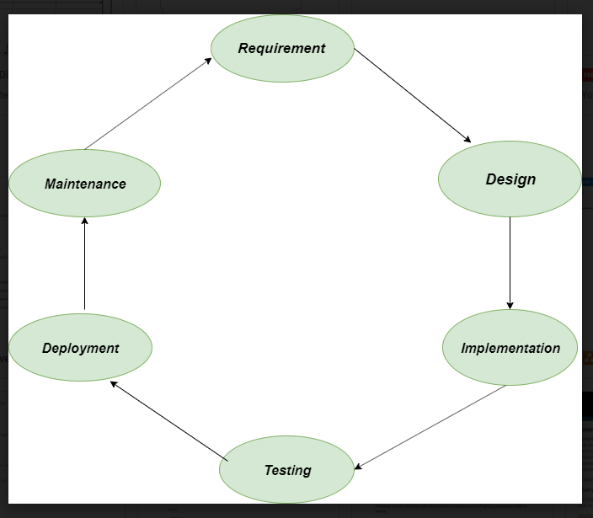 Requirement
Design
Implementation
Testing
Deployment
Maintenance